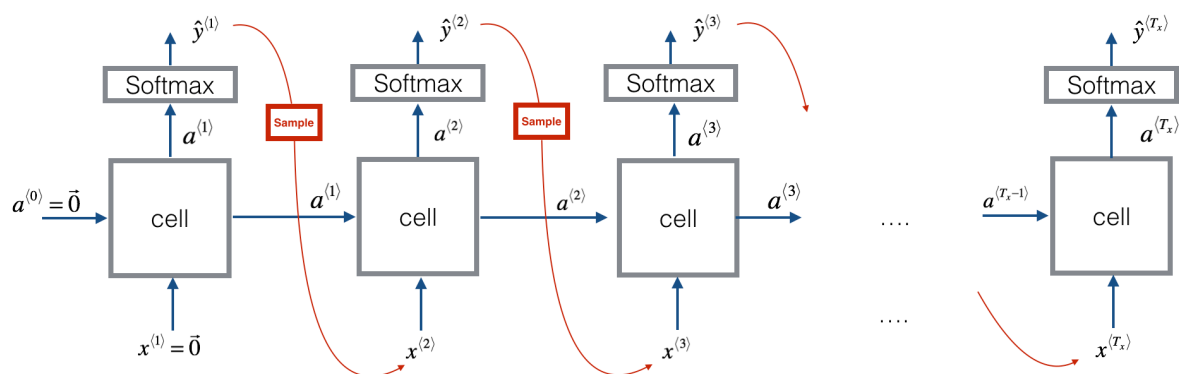 ŷ⟨1⟩ ŷ⟨2⟩ ŷ⟨3⟩ ŷ⟨Tₓ⟩
Softmax Softmax Softmax Softmax
Sample Sample
a⟨1⟩ a⟨2⟩ a⟨3⟩ a⟨Tₓ⟩
a⟨0⟩ = 0⃗ cell a⟨1⟩ cell a⟨2⟩ cell a⟨3⟩ .... a⟨Tₓ−1⟩ cell
....
x⟨1⟩ = 0⃗ x⟨2⟩ x⟨3⟩ x⟨Tₓ⟩